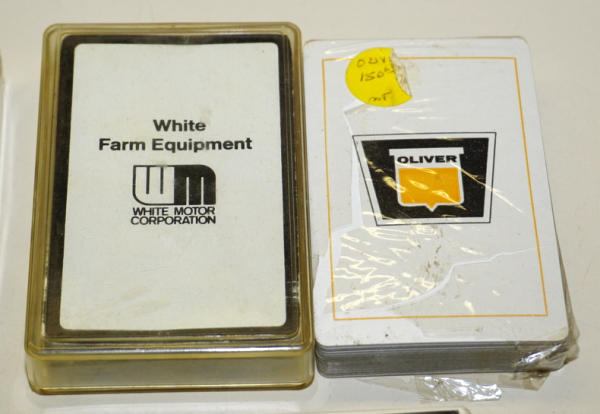 White
Farm Equipment
WM
WHITE MOTOR
CORPORATION
OLIVER